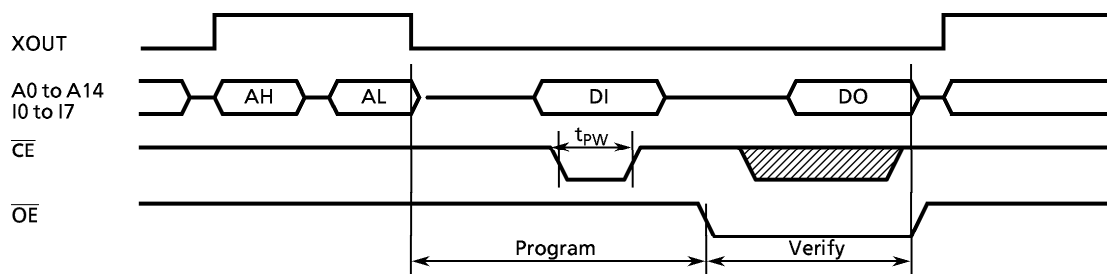 XOUT
A0 to A14
I0 to I7
AH
AL
DI
DO
CE
tPW
OE
Program
Verify